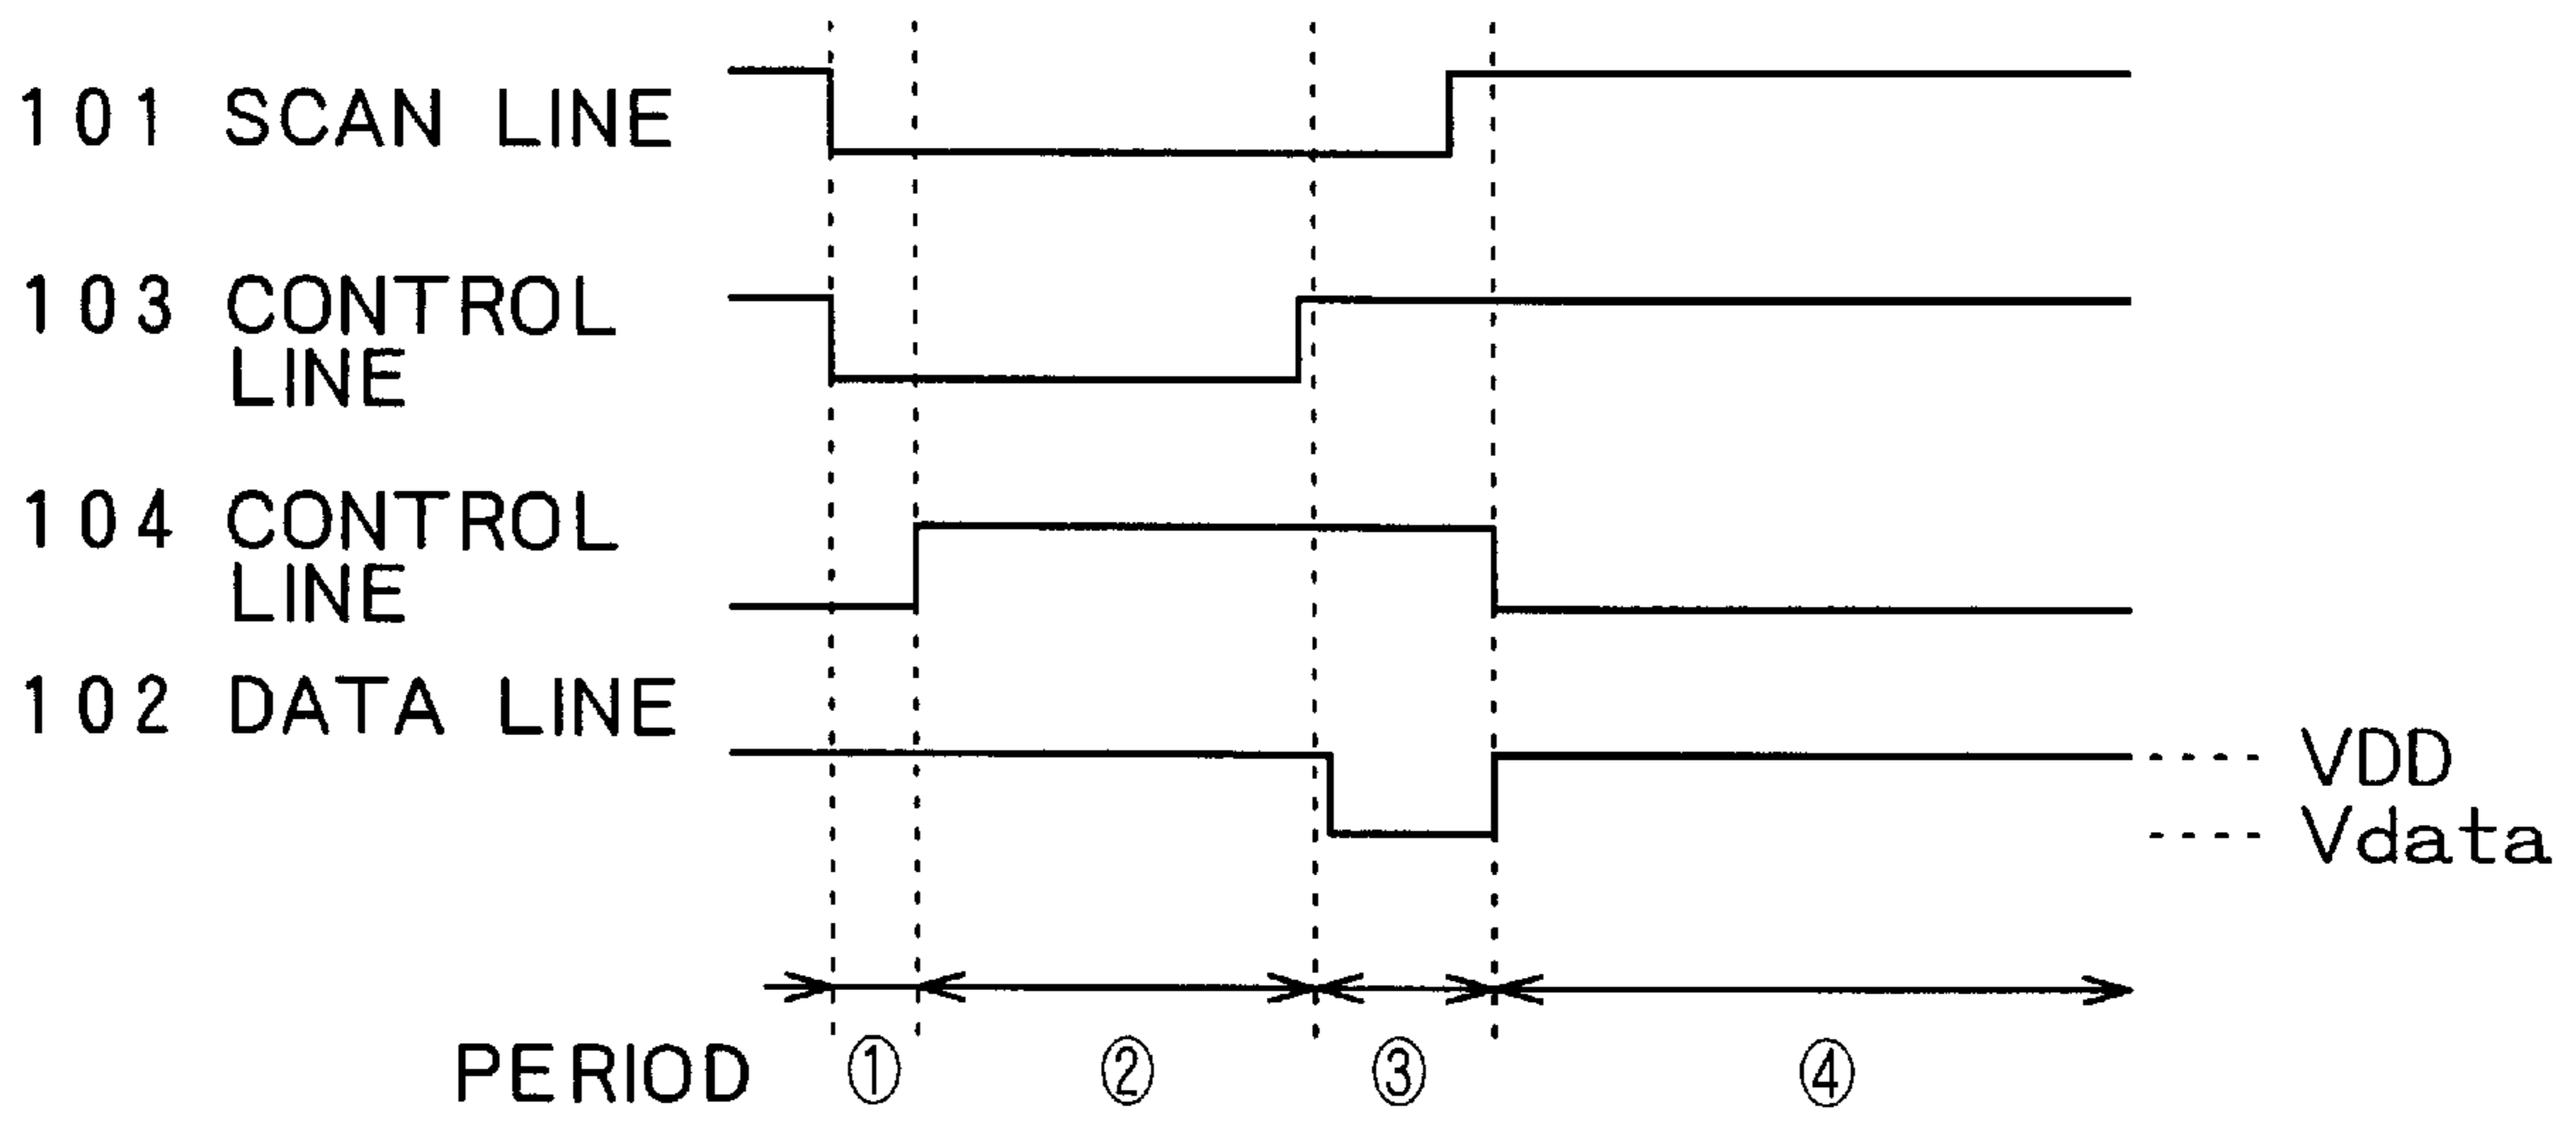 101 SCAN LINE
103 CONTROL
LINE
104 CONTROL
LINE
102 DATA LINE
VDD
Vdata
PERIOD ① ② ③ ④